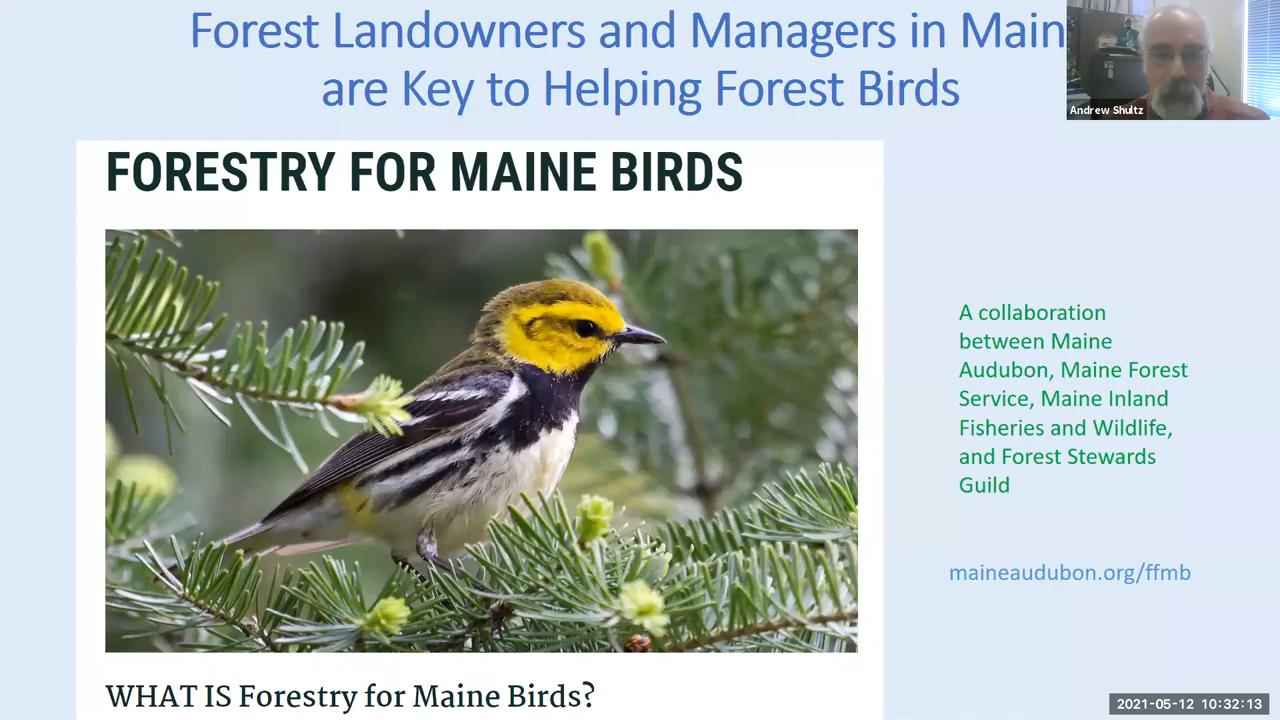 Forest Landowners and Managers in Main
are Key to Helping Forest Birds
Andrew Shultz
FORESTRY FOR MAINE BIRDS
A collaboration
between Maine
Audubon, Maine Forest
Service, Maine Inland
Fisheries and Wildlife,
and Forest Stewards
Guild
maineaudubon.org/ffmb
WHAT IS Forestry for Maine Birds?
2021-05-12 10:32:13